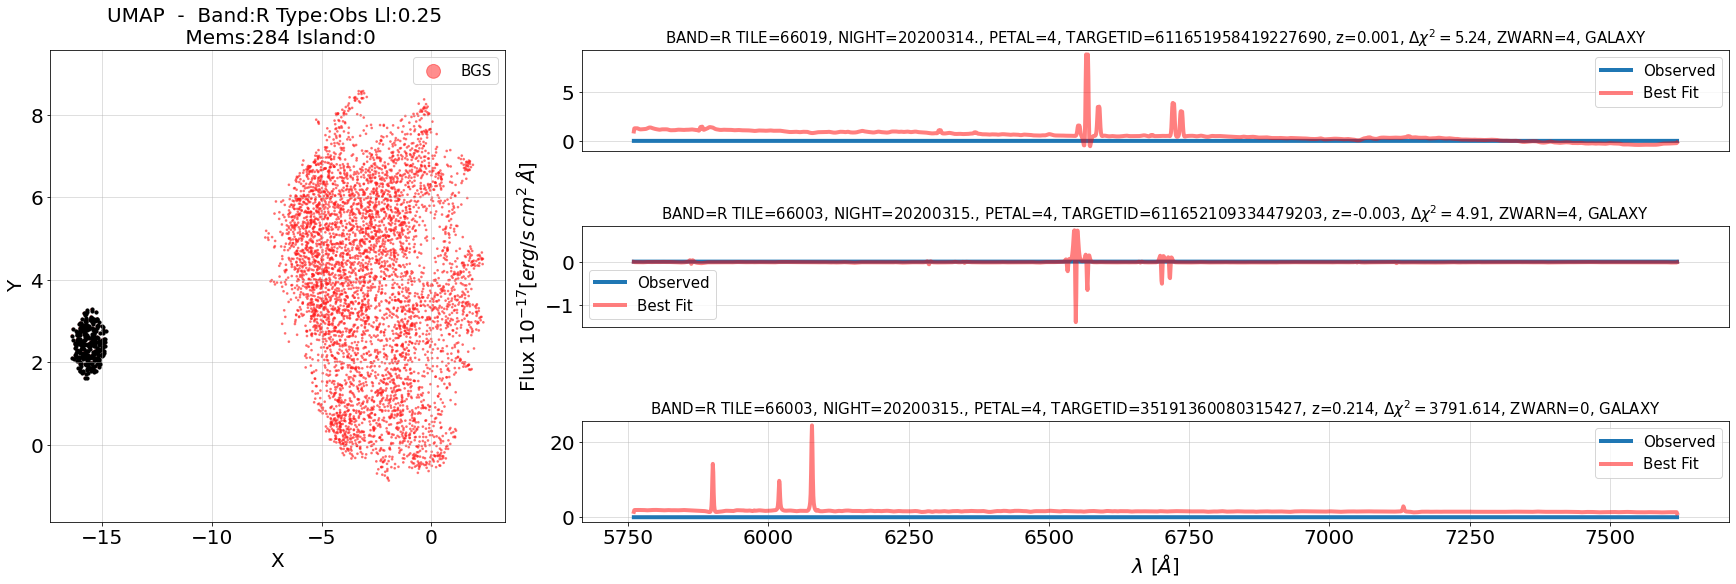 UMAP  -  Band:R Type:Obs Ll:0.25
Mems:284 Island:0
BGS
8
6
4
2
0
Y
−15
−10
−5
0
X
BAND=R TILE=66019, NIGHT=20200314., PETAL=4, TARGETID=611651958419227690, z=0.001, Δχ² = 5.24, ZWARN=4, GALAXY
Observed
Best Fit
5
0
BAND=R TILE=66003, NIGHT=20200315., PETAL=4, TARGETID=611652109334479203, z=-0.003, Δχ² = 4.91, ZWARN=4, GALAXY
0
−1
Observed
Best Fit
Flux 10⁻¹⁷[erg/s cm² Å]
BAND=R TILE=66003, NIGHT=20200315., PETAL=4, TARGETID=35191360080315427, z=0.214, Δχ² = 3791.614, ZWARN=0, GALAXY
Observed
Best Fit
20
0
5750
6000
6250
6500
6750
7000
7250
7500
λ [Å]